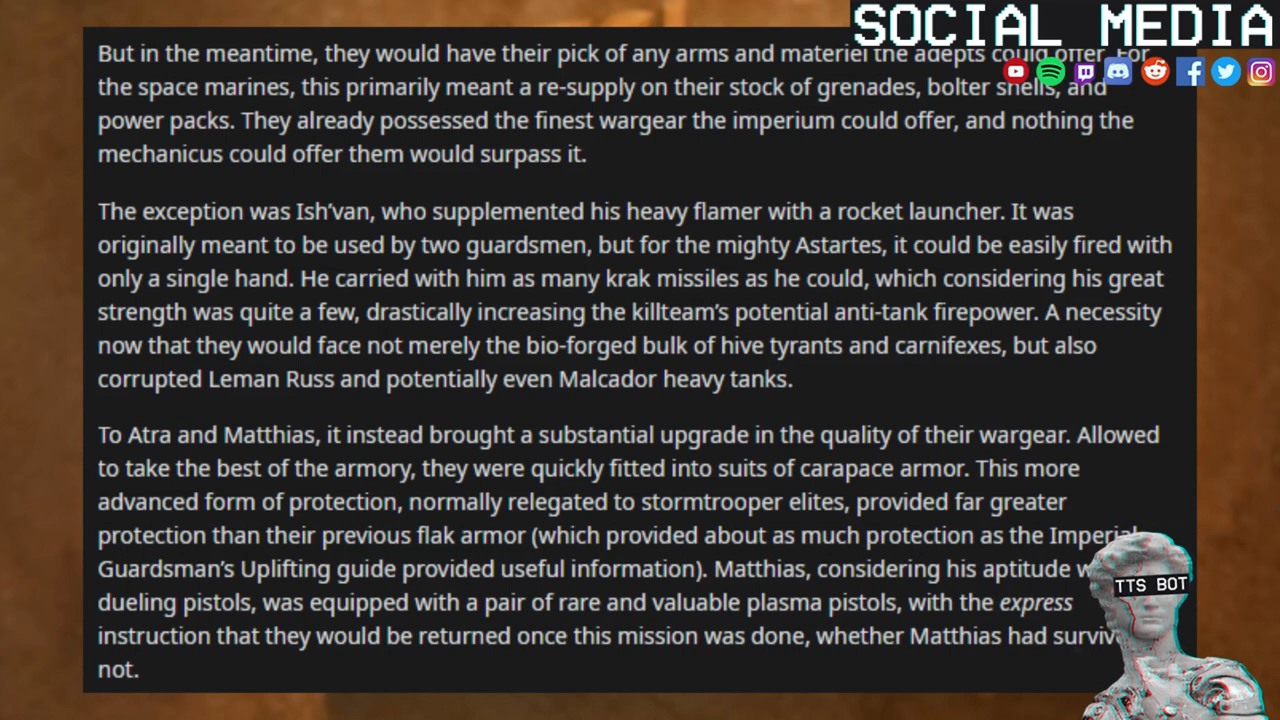 SOCIAL MEDIA
But in the meantime, they would have their pick of any arms and materiel the adepts could offer. For
the space marines, this primarily meant a re-supply on their stock of grenades, bolter shells, and
power packs. They already possessed the finest wargear the imperium could offer, and nothing the
mechanicus could offer them would surpass it.
The exception was Ish’van, who supplemented his heavy flamer with a rocket launcher. It was
originally meant to be used by two guardsmen, but for the mighty Astartes, it could be easily fired with
only a single hand. He carried with him as many krak missiles as he could, which considering his great
strength was quite a few, drastically increasing the killteam’s potential anti-tank firepower. A necessity
now that they would face not merely the bio-forged bulk of hive tyrants and carnifexes, but also
corrupted Leman Russ and potentially even Malcador heavy tanks.
To Atra and Matthias, it instead brought a substantial upgrade in the quality of their wargear. Allowed
to take the best of the armory, they were quickly fitted into suits of carapace armor. This more
advanced form of protection, normally relegated to stormtrooper elites, provided far greater
protection than their previous flak armor (which provided about as much protection as the Imperial
Guardsman’s Uplifting guide provided useful information). Matthias, considering his aptitude
dueling pistols, was equipped with a pair of rare and valuable plasma pistols, with the express
instruction that they would be returned once this mission was done, whether Matthias had
not.
TTS BOT